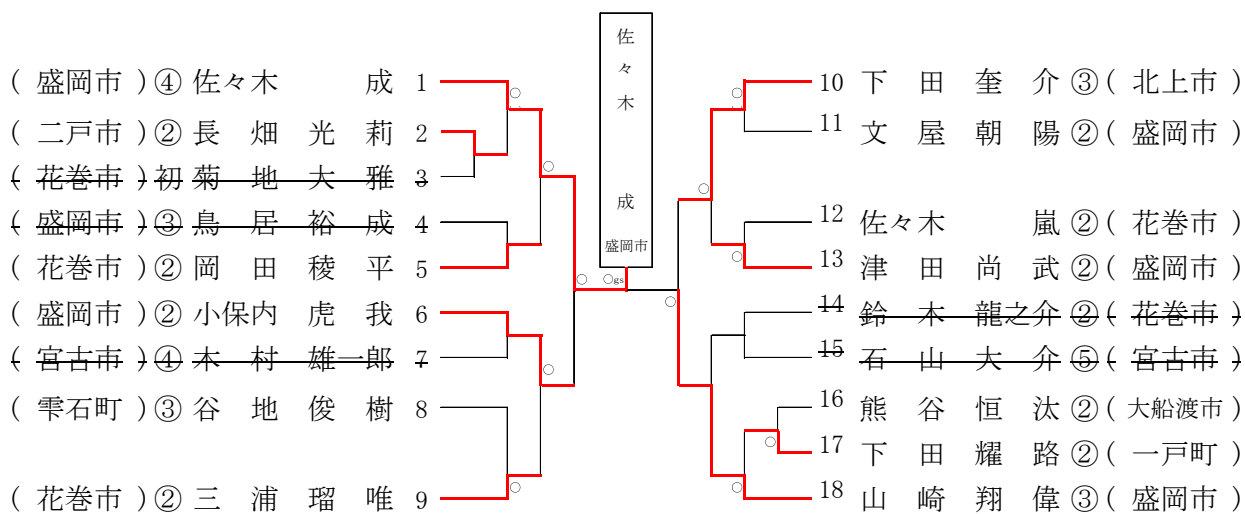 佐々木 成
盛岡市
( 盛岡市 ) ④ 佐々木 成 1
( 二戸市 ) ② 長 畑 光 莉 2
( 花巻市 ) 初 菊 地 大 雅 3
( 盛岡市 ) ③ 鳥 居 裕 成 4
( 花巻市 ) ② 岡 田 稜 平 5
( 盛岡市 ) ② 小保内 虎 我 6
( 宮古市 ) ④ 木 村 雄一郎 7
( 雫石町 ) ③ 谷 地 俊 樹 8
( 花巻市 ) ② 三 浦 瑠 唯 9
○gs
10 下 田 奎 介 ③ ( 北上市 )
11 文 屋 朝 陽 ② ( 盛岡市 )
12 佐々木 嵐 ② ( 花巻市 )
13 津 田 尚 武 ② ( 盛岡市 )
14 鈴 木 龍之介 ② ( 花巻市 )
15 石 山 大 介 ⑤ ( 宮古市 )
16 熊 谷 恒 汰 ② ( 大船渡市 )
17 下 田 耀 路 ② ( 一戸町 )
18 山 崎 翔 偉 ③ ( 盛岡市 )